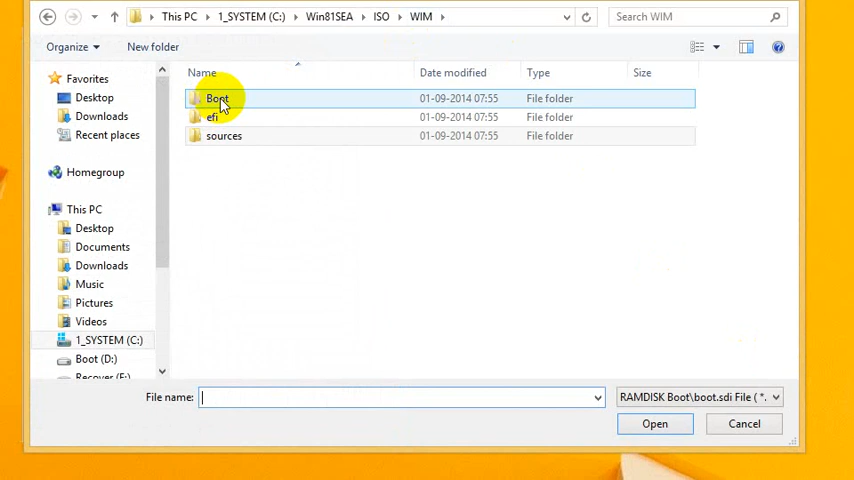 This PC 1_SYSTEM (C:) Win81SEA ISO WIM Search WIM
Organize New folder
Name Date modified Type Size
Favorites
Desktop
Downloads
Recent places
Homegroup
This PC
Desktop
Documents
Downloads
Music
Pictures
Videos
1_SYSTEM (C:)
Boot (D:)
Recover (E:)
Boot 01-09-2014 07:55 File folder
efi 01-09-2014 07:55 File folder
sources 01-09-2014 07:55 File folder
File name: RAMDISK Boot\boot.sdi File ( *.
Open Cancel